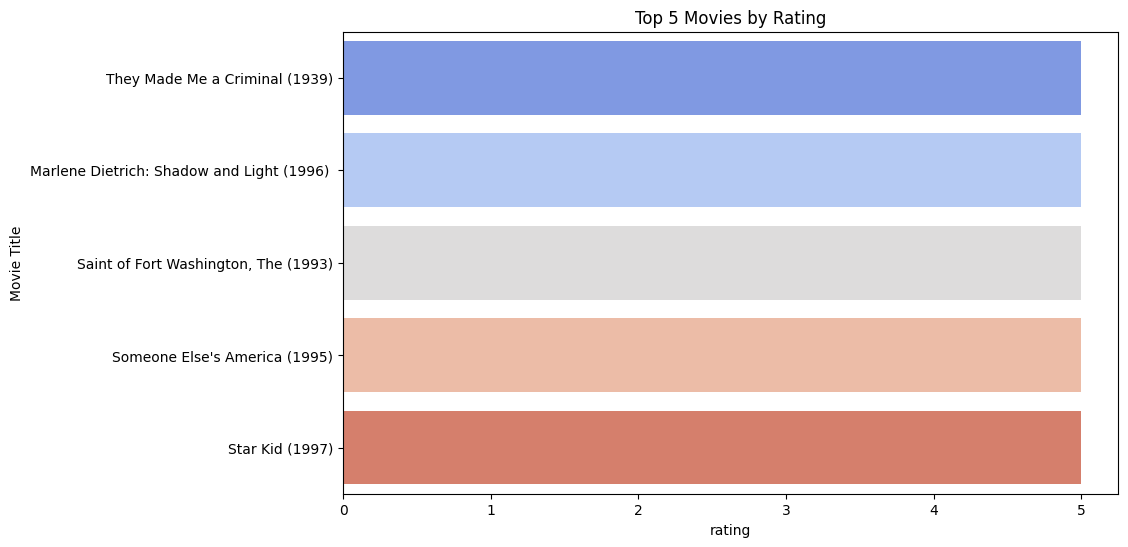 Top 5 Movies by Rating
Movie Title
They Made Me a Criminal (1939)
Marlene Dietrich: Shadow and Light (1996)
Saint of Fort Washington, The (1993)
Someone Else's America (1995)
Star Kid (1997)
0 1 2 3 4 5
rating